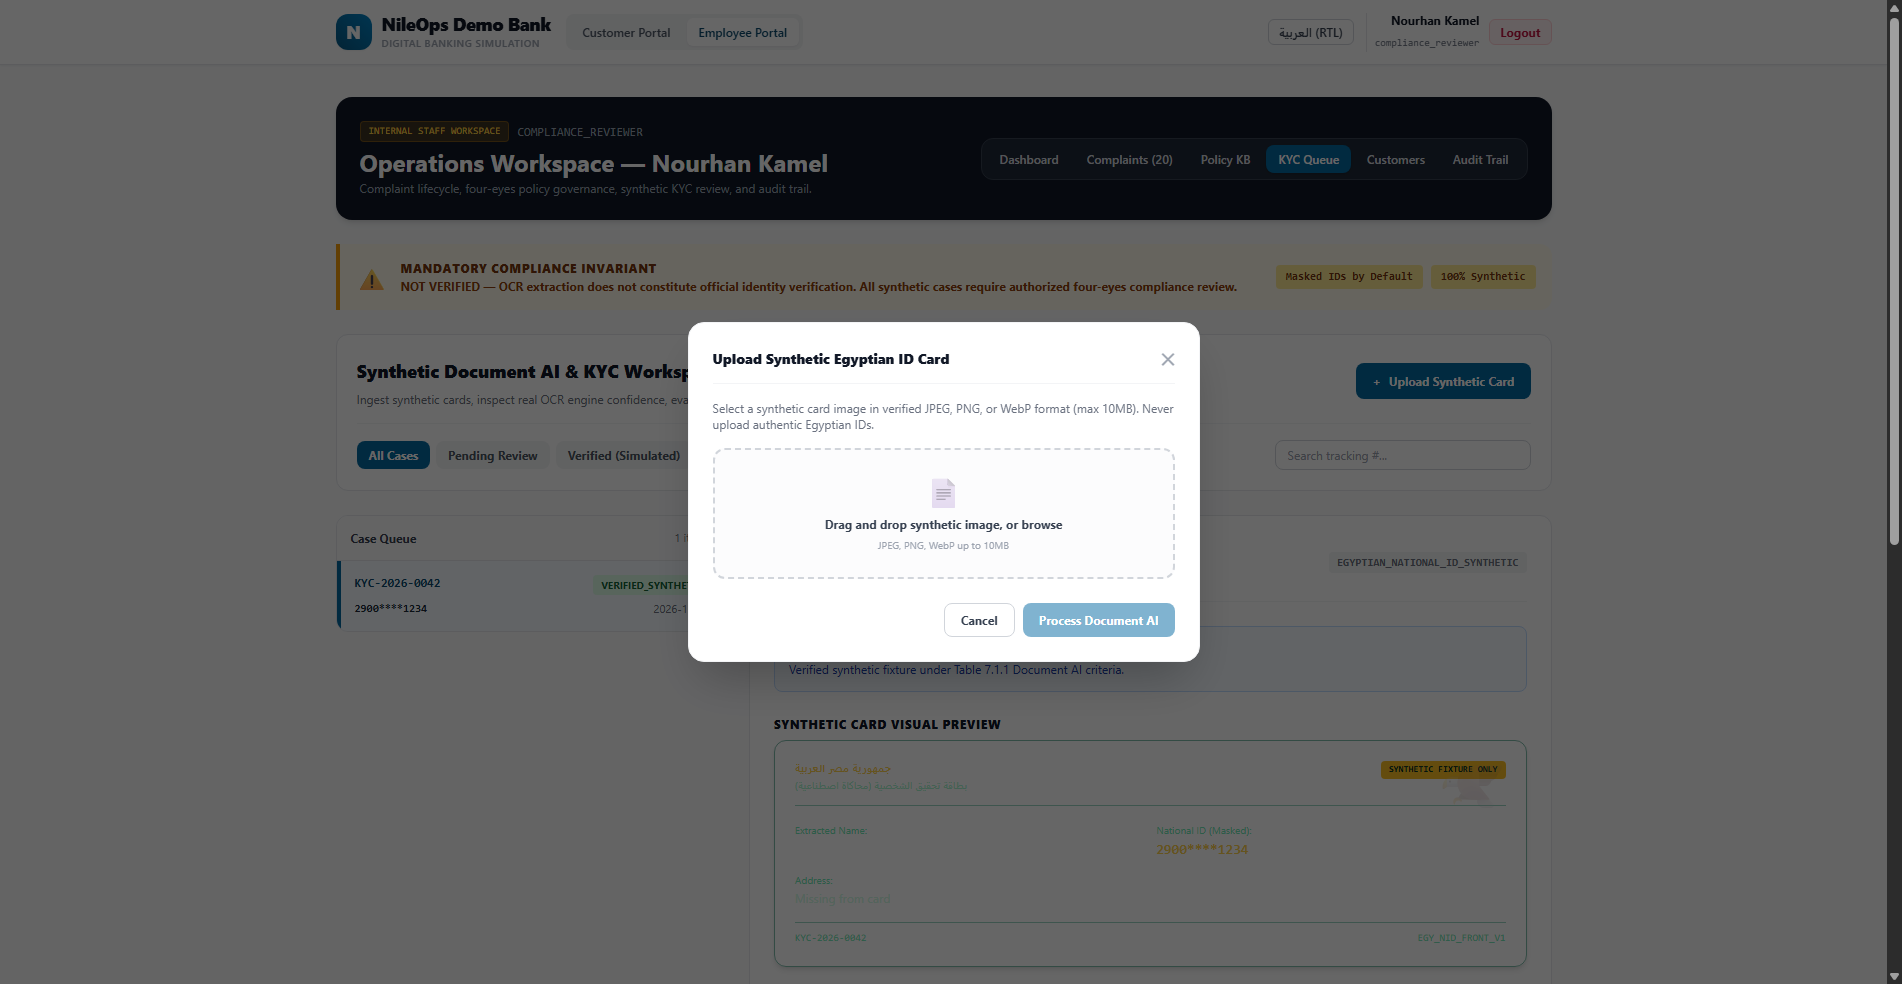 N
NileOps Demo Bank
DIGITAL BANKING SIMULATION
Customer Portal
Employee Portal
العربية (RTL)
Nourhan Kamel
compliance_reviewer
Logout
INTERNAL STAFF WORKSPACE
COMPLIANCE_REVIEWER
Operations Workspace — Nourhan Kamel
Complaint lifecycle, four-eyes policy governance, synthetic KYC review, and audit trail.
Dashboard
Complaints (20)
Policy KB
KYC Queue
Customers
Audit Trail
MANDATORY COMPLIANCE INVARIANT
NOT VERIFIED — OCR extraction does not constitute official identity verification. All synthetic cases require authorized four-eyes compliance review.
Masked IDs by Default
100% Synthetic
Synthetic Document AI & KYC
Ingest synthetic cards, inspect real OCR engine confidence,
+ Upload Synthetic Card
All Cases
Pending Review
Verified (Simulated)
Search tracking #...
Upload Synthetic Egyptian ID Card
Select a synthetic card image in verified JPEG, PNG, or WebP format (max 10MB). Never
upload authentic Egyptian IDs.
Drag and drop synthetic image, or browse
JPEG, PNG, WebP up to 10MB
Cancel
Process Document AI
Case Queue
1
KYC-2026-0042
2900****1234
EGYPTIAN_NATIONAL_ID_SYNTHETIC
Verified synthetic fixture under Table 7.1.1 Document AI criteria.
SYNTHETIC CARD VISUAL PREVIEW
جمهورية مصر العربية
بطاقة تحقيق الشخصية (محاكاة اصطناعية)
SYNTHETIC FIXTURE ONLY
Extracted Name:
National ID (Masked):
2900****1234
Address:
Missing from card
KYC-2026-0042
EGY_NID_FRONT_V1